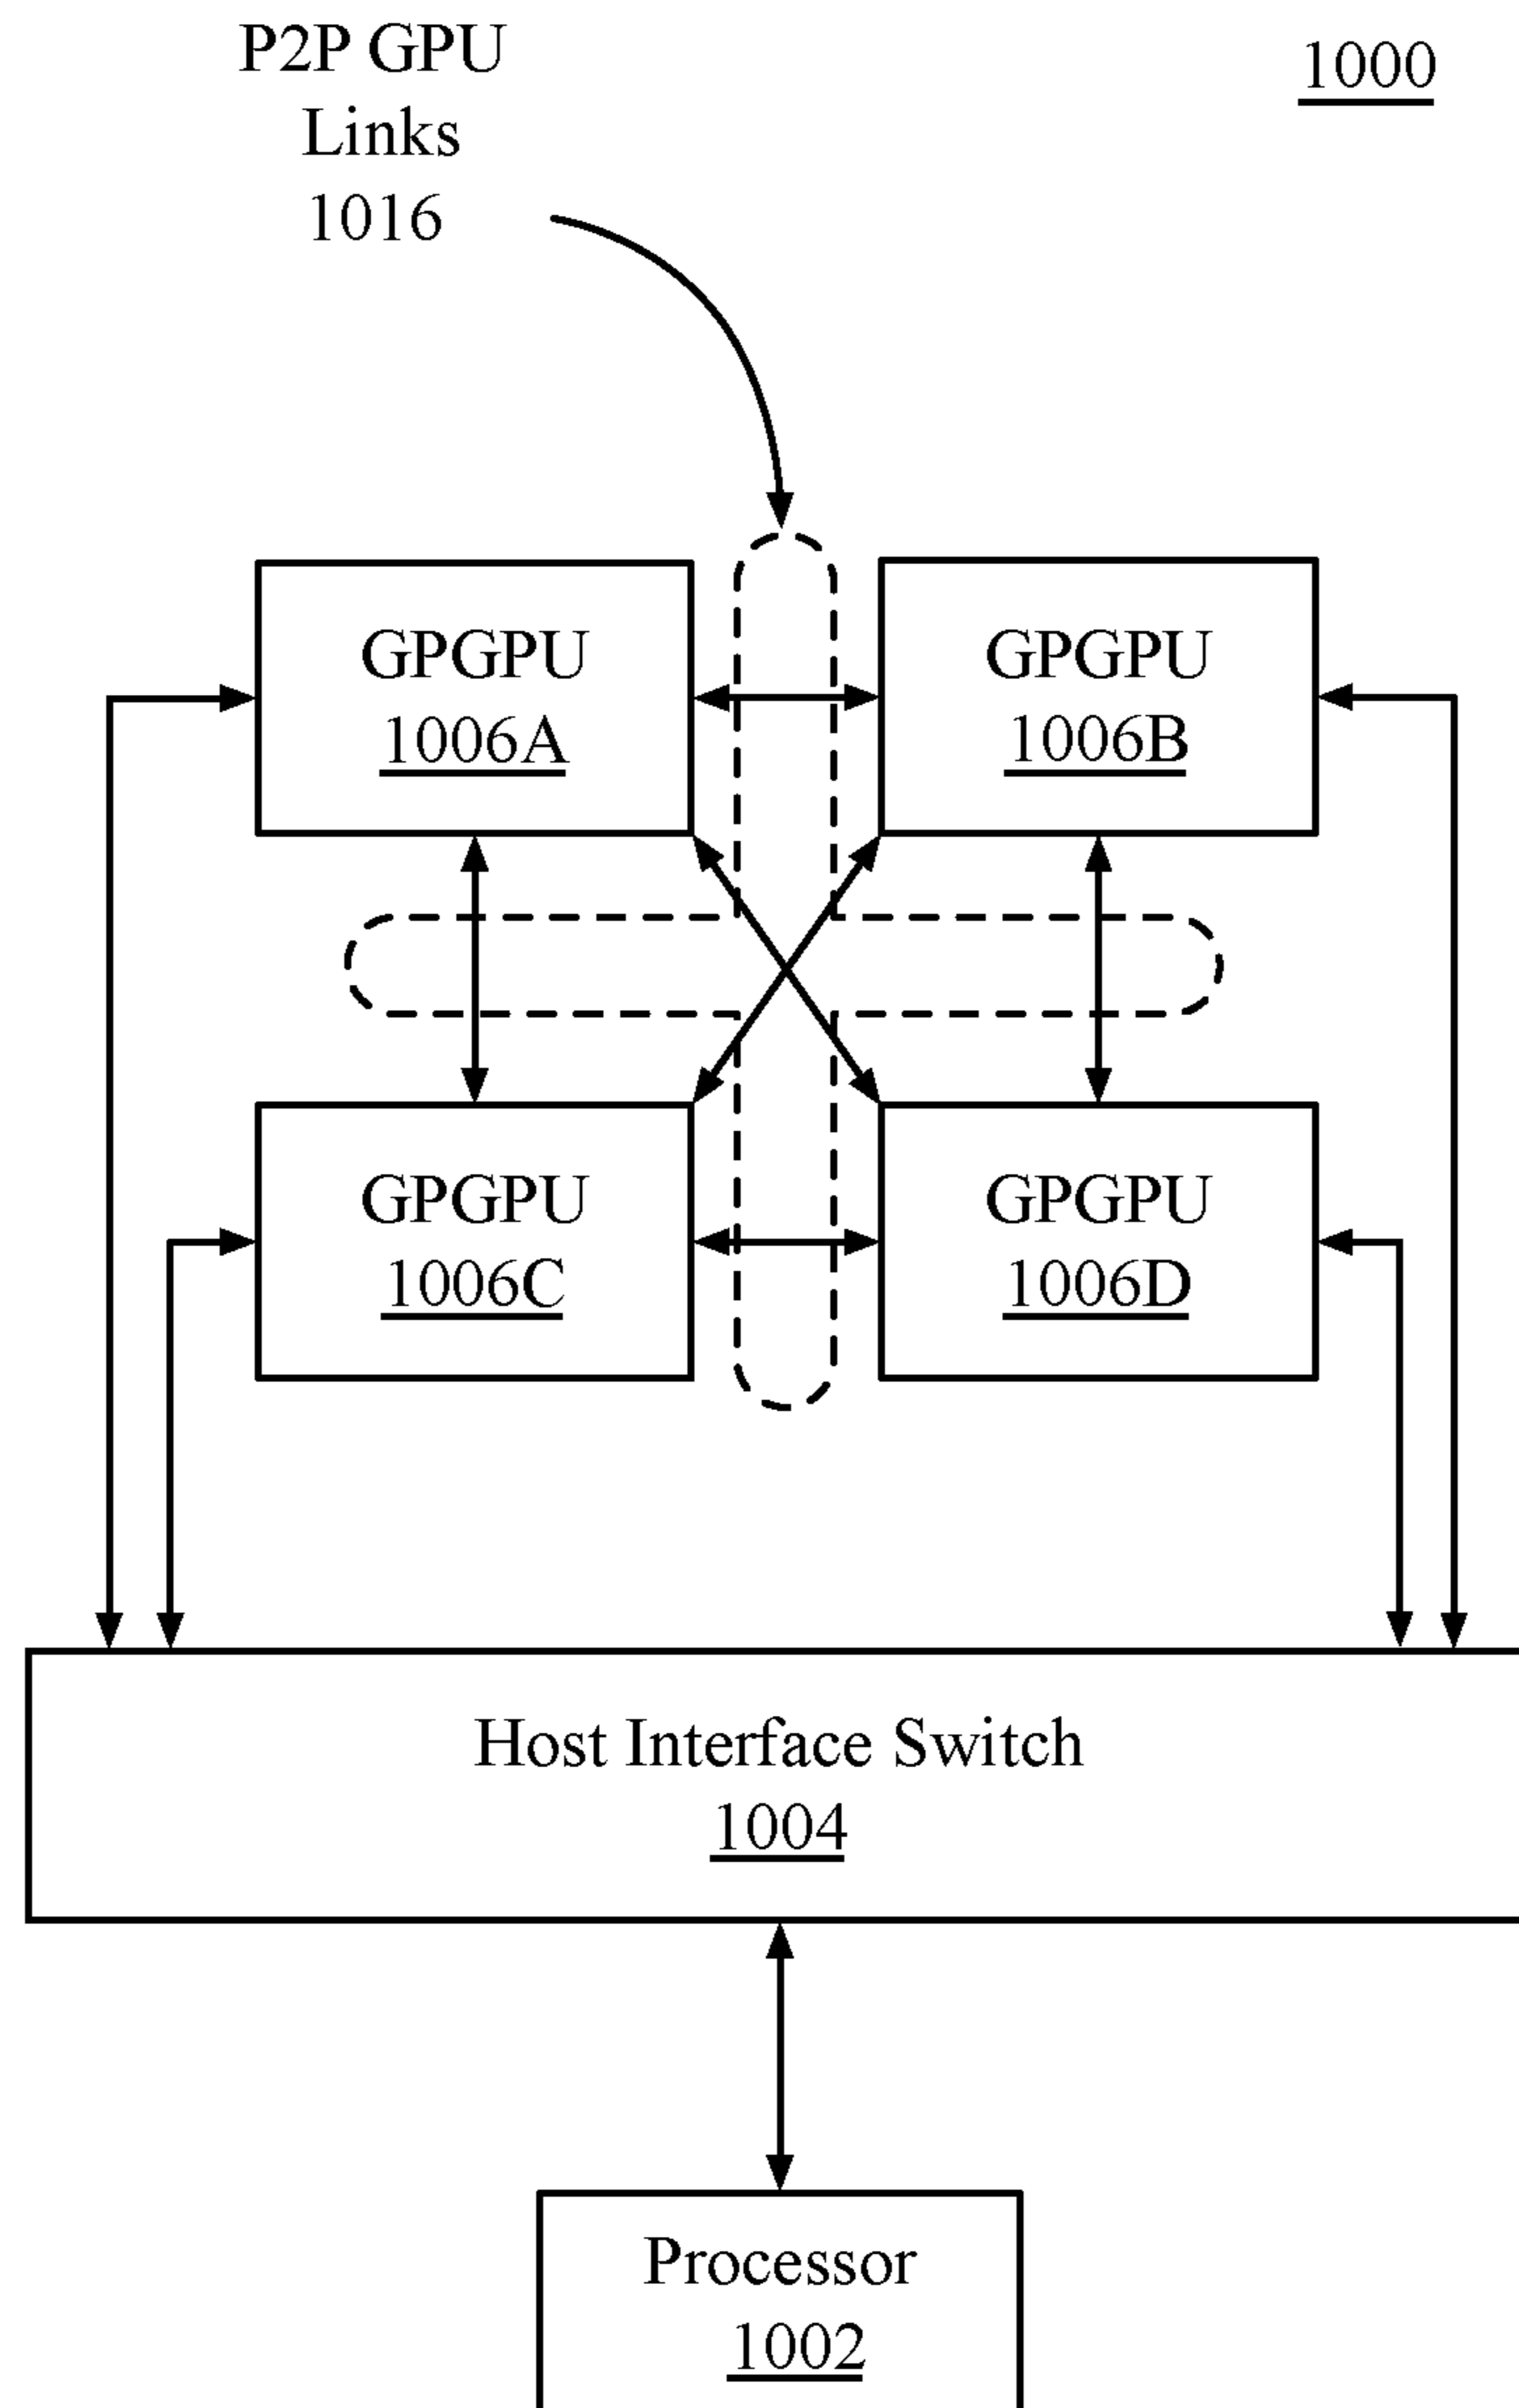 P2P GPU
Links
1016
1000
GPGPU
1006A
GPGPU
1006B
GPGPU
1006C
GPGPU
1006D
Host Interface Switch
1004
Processor
1002